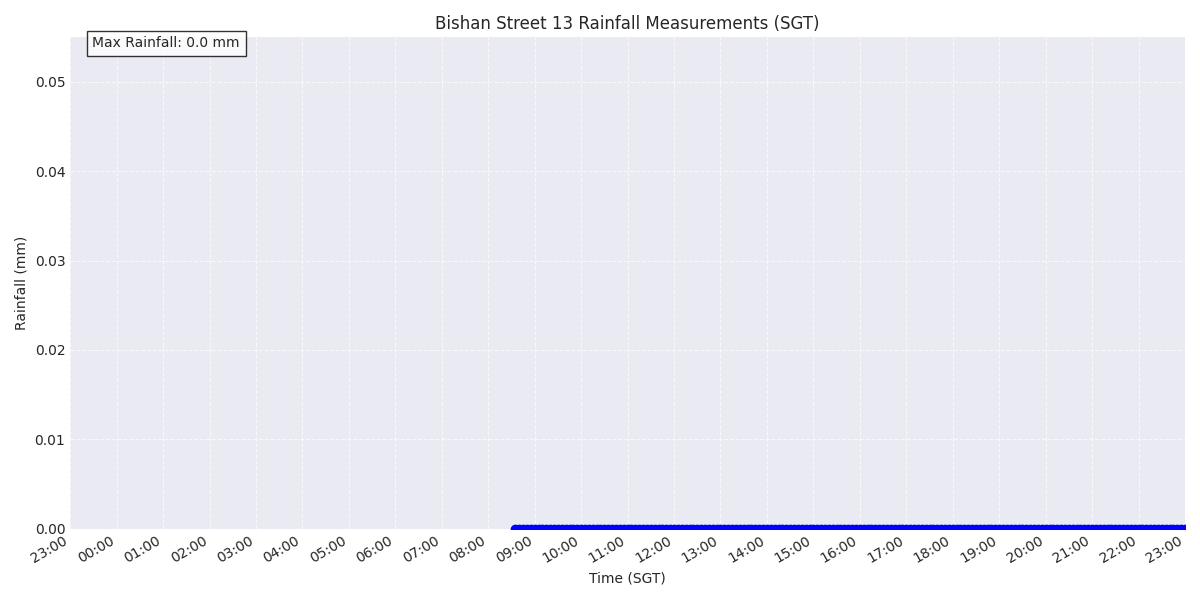 Bishan Street 13 Rainfall Measurements (SGT)
Max Rainfall: 0.0 mm
Rainfall (mm)
0.05
0.04
0.03
0.02
0.01
0.00
23:00 00:00 01:00 02:00 03:00 04:00 05:00 06:00 07:00 08:00 09:00 10:00 11:00 12:00 13:00 14:00 15:00 16:00 17:00 18:00 19:00 20:00 21:00 22:00 23:00
Time (SGT)